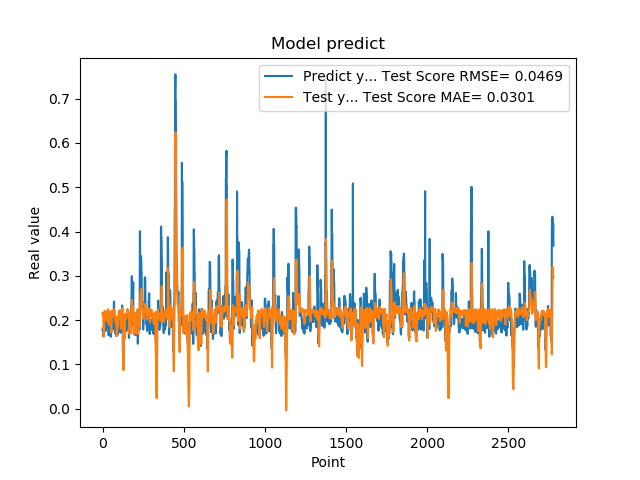 Model predict
Predict y... Test Score RMSE= 0.0469
Test y... Test Score MAE= 0.0301
Real value
0.7
0.6
0.5
0.4
0.3
0.2
0.1
0.0
0 500 1000 1500 2000 2500
Point